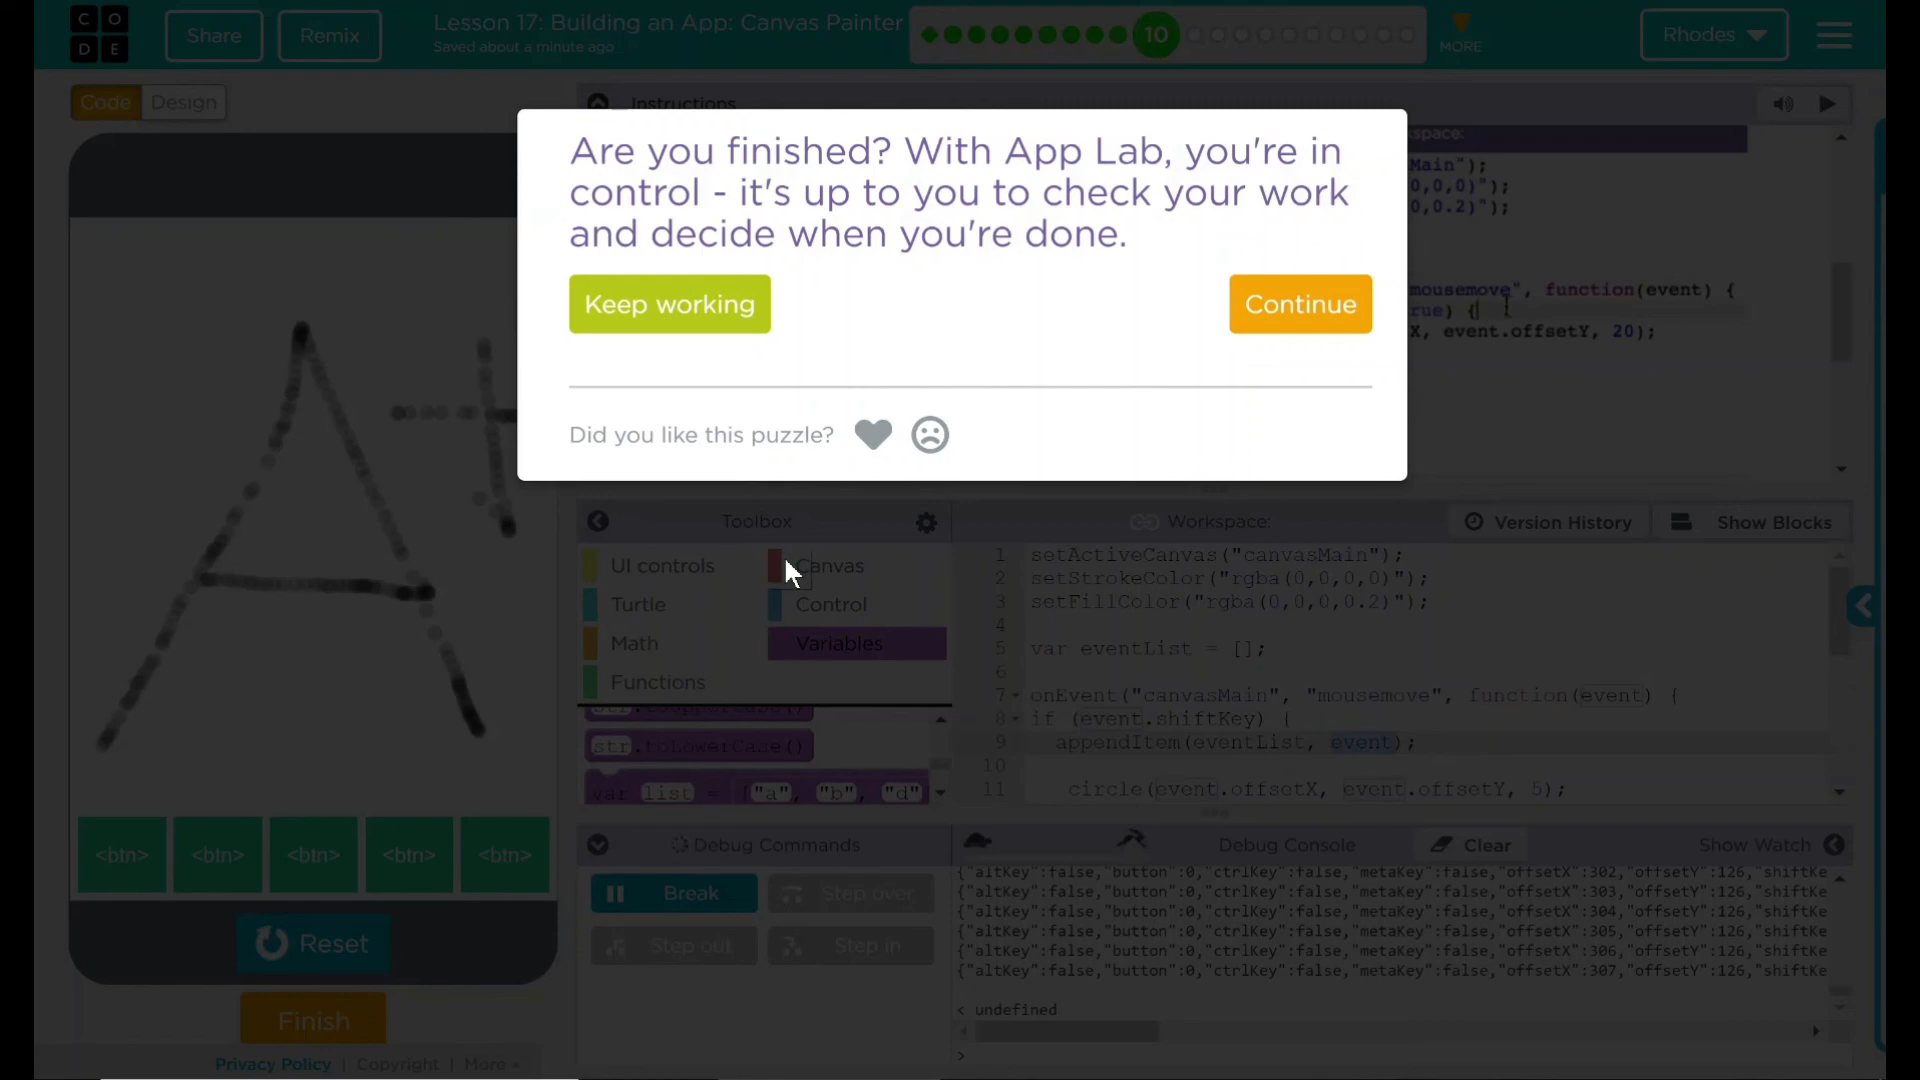 C O
D E
Share
Remix
Lesson 17: Building an App: Canvas Painter
Saved about a minute ago
10
MORE
Rhodes
Code
Design
Instructions
Are you finished? With App Lab, you're in
control - it's up to you to check your work
and decide when you're done.
Keep working
Continue
Did you like this puzzle?
space:
Main");
0,0,0)");
0,0,0.2)");
mousemove", function(event) {
rue) {
X, event.offsetY, 20);
Toolbox
Workspace:
Version History
Show Blocks
UI controls
Canvas
Turtle
Control
Math
Variables
Functions
str.toLowerCase()
var list = ["a", "b", "d"
1 setActiveCanvas("canvasMain");
2 setStrokeColor("rgba(0,0,0,0)");
3 setFillColor("rgba(0,0,0,0.2)");
4
5 var eventList = [];
6
7 onEvent("canvasMain", "mousemove", function(event) {
8 if (event.shiftKey) {
9 appendItem(eventList, event);
10
11 circle(event.offsetX, event.offsetY, 5);
<btn> <btn> <btn> <btn> <btn>
Reset
Finish
Debug Commands
Break
Step over
Step out
Step in
Debug Console
Clear
Show Watch
{"altKey":false,"button":0,"ctrlKey":false,"metaKey":false,"offsetX":302,"offsetY":126,"shiftKe
{"altKey":false,"button":0,"ctrlKey":false,"metaKey":false,"offsetX":303,"offsetY":126,"shiftKe
{"altKey":false,"button":0,"ctrlKey":false,"metaKey":false,"offsetX":304,"offsetY":126,"shiftKe
{"altKey":false,"button":0,"ctrlKey":false,"metaKey":false,"offsetX":305,"offsetY":126,"shiftKe
{"altKey":false,"button":0,"ctrlKey":false,"metaKey":false,"offsetX":306,"offsetY":126,"shiftKe
{"altKey":false,"button":0,"ctrlKey":false,"metaKey":false,"offsetX":307,"offsetY":126,"shiftKe
< undefined
>
Privacy Policy | Copyright | More